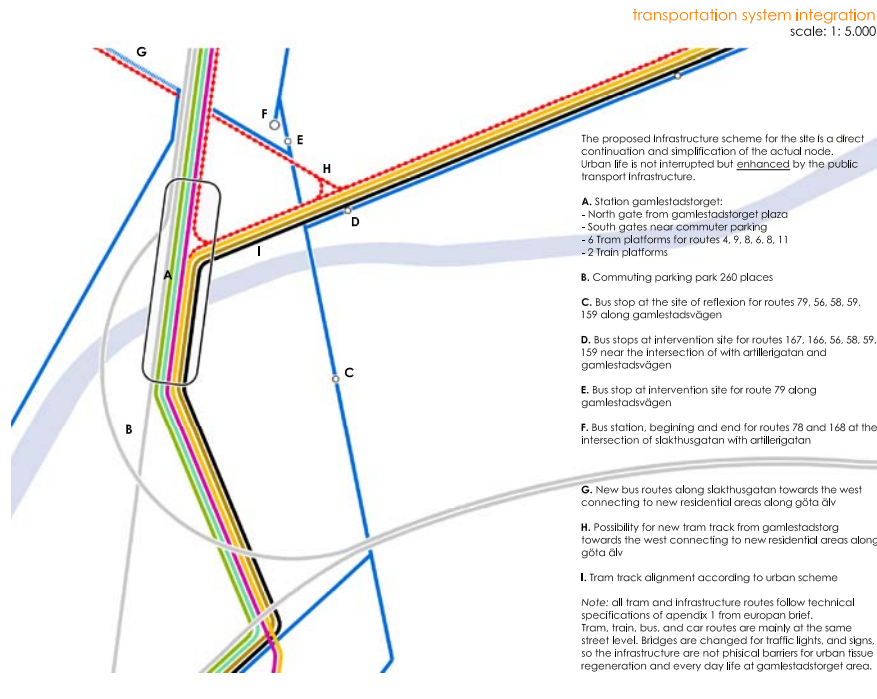 transportation system integration
scale: 1: 5.000
G
F
E
H
D
I
A
C
B
The proposed infrastructure scheme for the site is a direct
continuation and simplification of the actual node.
Urban life is not interrupted but enhanced by the public
transport infrastructure.
A. Station gamlestadstorget:
- North gate from gamlestadstorget plaza
- South gates near commuter parking
- 6 Tram platforms for routes 4, 9, 8, 6, 8, 11
- 2 Train platforms
B. Commuting parking park 260 places
C. Bus stop at the site of reflexion for routes 79, 56, 58, 59,
159 along gamlestadsvägen
D. Bus stops at intervention site for routes 167, 166, 56, 58, 59,
159 near the intersection of with artillerigatan and
gamlestadsvägen
E. Bus stop at intervention site for route 79 along
gamlestadsvägen
F. Bus station, begining and end for routes 78 and 168 at the
intersection of slakthusgatan with artillerigatan
G. New bus routes along slakthusgatan towards the west
connecting to new residential areas along göta älv
H. Possibility for new tram track from gamlestadstorg
towards the west connecting to new residential areas along
göta älv
I. Tram track alignment according to urban scheme
Note: all tram and infrastructure routes follow technical
specifications of apendix 1 from europan brief.
Tram, train, bus, and car routes are mainly at the same
street level. Bridges are changed for traffic lights, and signs,
so the infrastructure are not phisical barriers for urban tissue
regeneration and every day life at gamlestadstorget area.